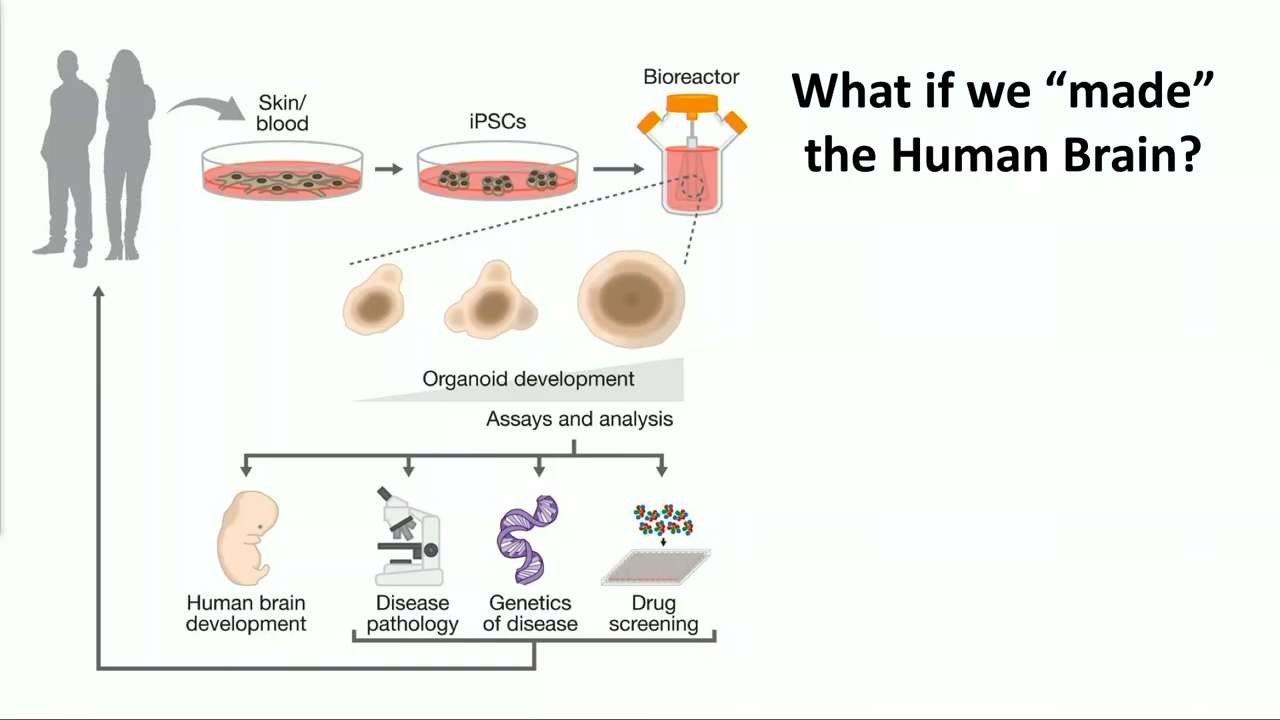 What if we “made”
the Human Brain?
Skin/
blood
iPSCs
Bioreactor
Organoid development
Assays and analysis
Human brain
development
Disease
pathology
Genetics
of disease
Drug
screening